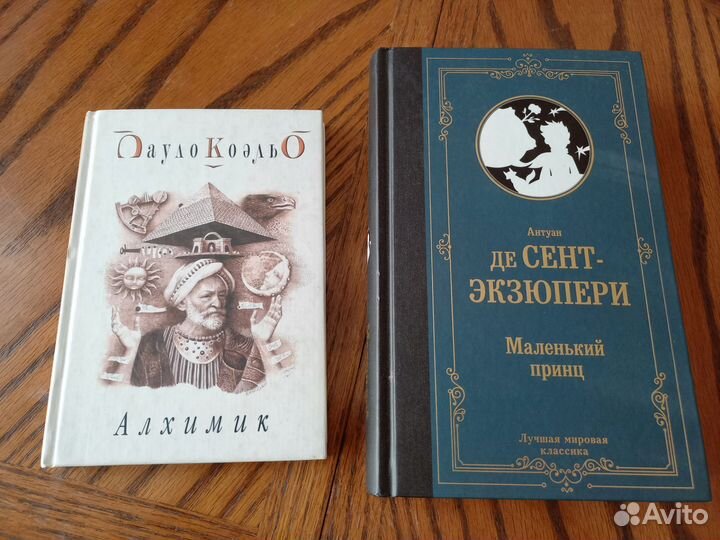 Пауло Коэльо
Алхимик
Антуан
ДЕ СЕНТ-
ЭКЗЮПЕРИ
Маленький
принц
Лучшая мировая
классика
Avito